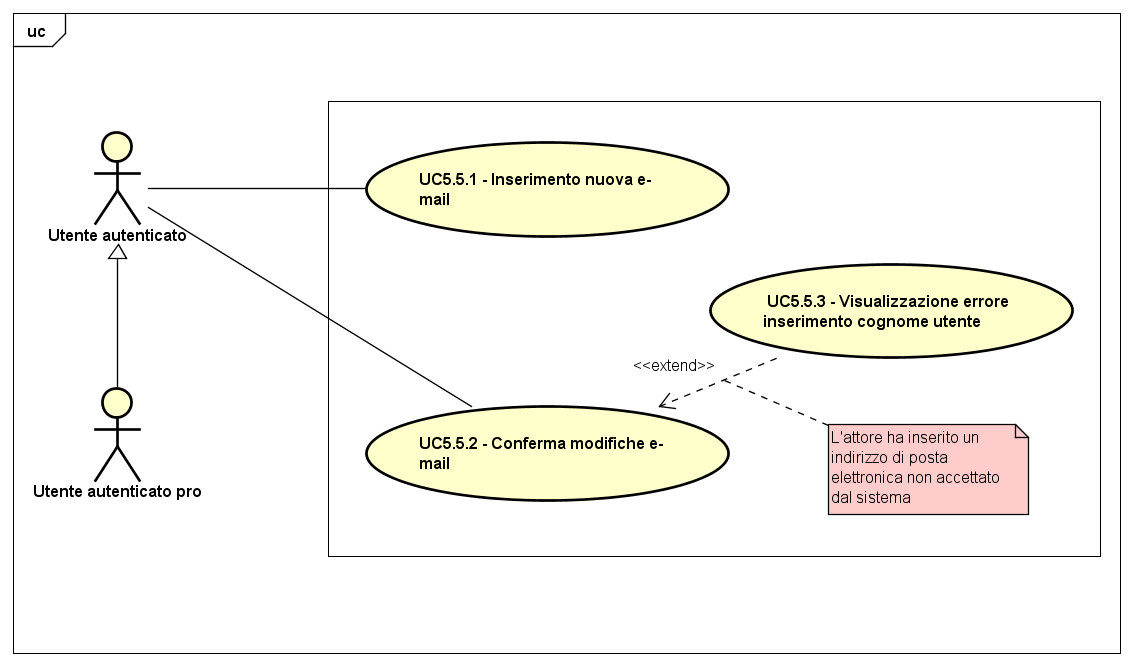 uc
UC5.5.1 - Inserimento nuova e-
mail
Utente autenticato
UC5.5.3 - Visualizzazione errore
inserimento cognome utente
<<extend>>
UC5.5.2 - Conferma modifiche e-
mail
L'attore ha inserito un
indirizzo di posta
elettronica non accettato
dal sistema
Utente autenticato pro